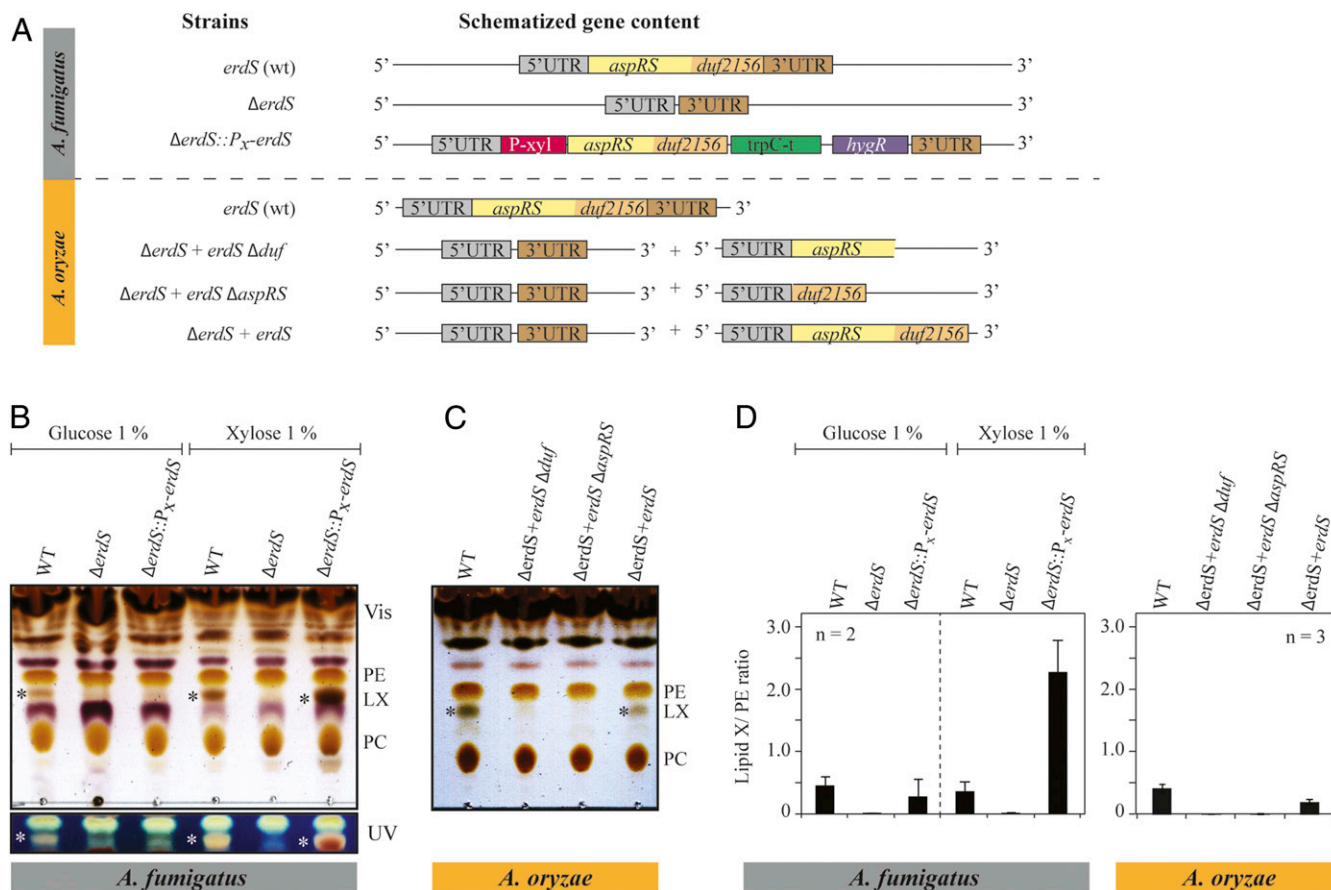 A
Strains
Schematized gene content
A. fumigatus
erdS (wt)
5’ 5’UTR aspRS duf2156 3’UTR 3’
ΔerdS
5’ 5’UTR 3’UTR 3’
ΔerdS::PX-erdS
5’ 5’UTR P-xyl aspRS duf2156 trpC-t hygR 3’UTR 3’
A. oryzae
erdS (wt)
5’ 5’UTR aspRS duf2156 3’UTR 3’
ΔerdS + erdS Δduf
5’ 5’UTR 3’UTR 3’ + 5’ 5’UTR aspRS 3’
ΔerdS + erdS ΔaspRS
5’ 5’UTR 3’UTR 3’ + 5’ 5’UTR duf2156 3’
ΔerdS + erdS
5’ 5’UTR 3’UTR 3’ + 5’ 5’UTR aspRS duf2156 3’
B
Glucose 1 %
Xylose 1 %
WT
ΔerdS
ΔerdS::PX-erdS
WT
ΔerdS
ΔerdS::PX-erdS
Vis
PE
* * * LX
PC
* * * UV
A. fumigatus
C
WT
ΔerdS+erdS Δduf
ΔerdS+erdS ΔaspRS
ΔerdS+erdS
PE
* * LX
PC
A. oryzae
D
Glucose 1 %
Xylose 1 %
WT
ΔerdS
ΔerdS::Px-erdS
WT
ΔerdS
ΔerdS::Px-erdS
Lipid X/ PE ratio
3.0
2.0
1.0
0
n = 2
A. fumigatus
WT
ΔerdS+erdS Δduf
ΔerdS+erdS ΔaspRS
ΔerdS+erdS
3.0
2.0
1.0
0
n = 3
A. oryzae